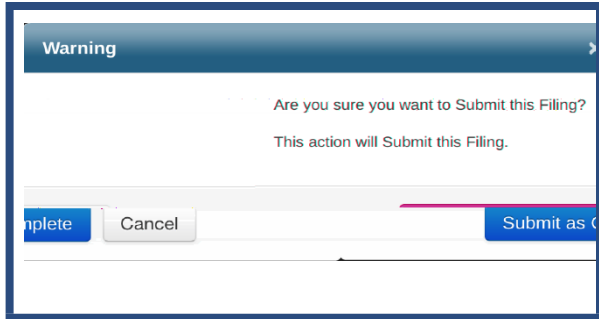 Warning
Are you sure you want to Submit this Filing?
This action will Submit this Filing.
mplete Cancel Submit as